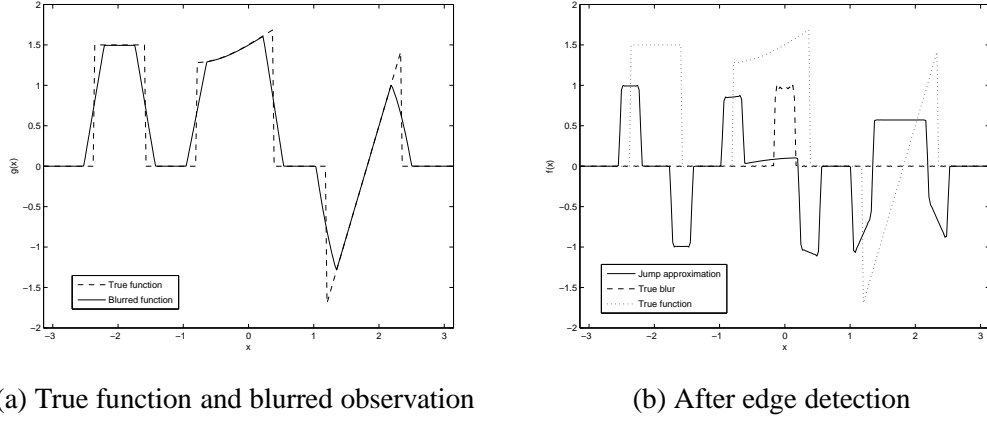 2
1.5
1
0.5
0
−0.5
−1
−1.5
−2
g(x)
−3 −2 −1 0 1 2 3
x
True function
Blurred function
2
1.5
1
0.5
0
−0.5
−1
−1.5
−2
f(x)
−3 −2 −1 0 1 2 3
x
Jump approximation
True blur
True function
(a) True function and blurred observation
(b) After edge detection